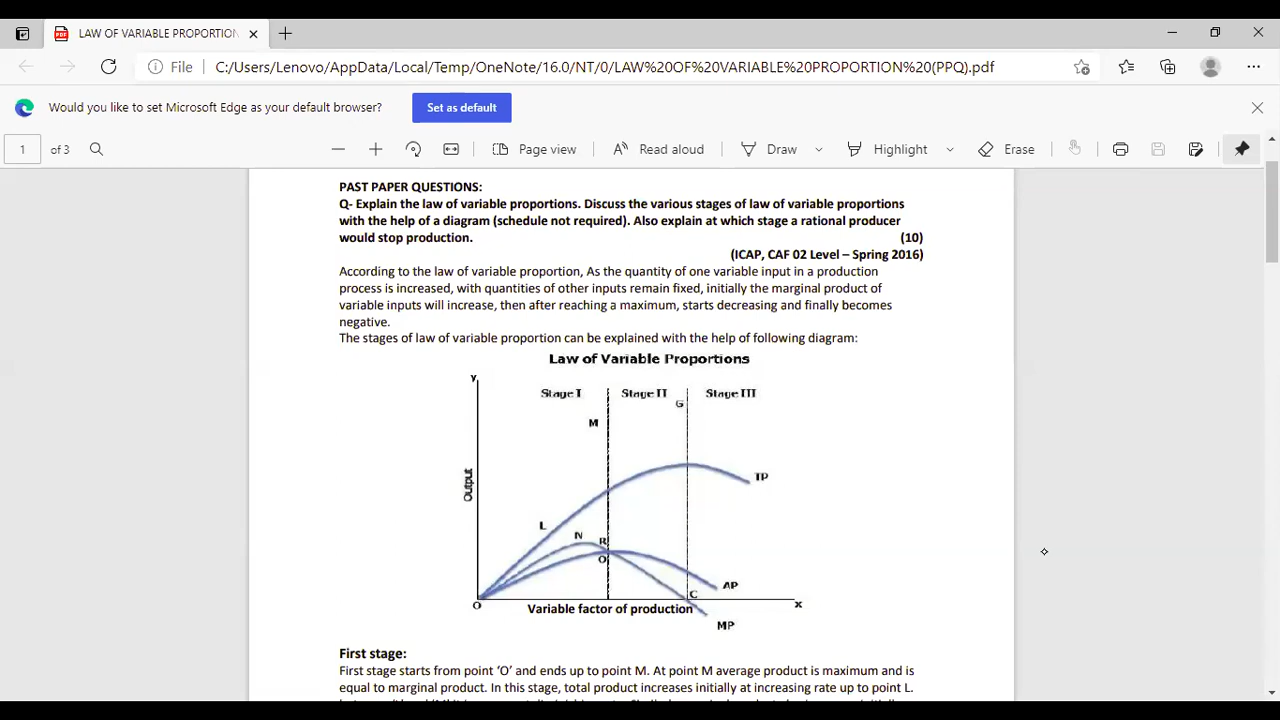 LAW OF VARIABLE PROPORTION
File
C:/Users/Lenovo/AppData/Local/Temp/OneNote/16.0/NT/0/LAW%20OF%20VARIABLE%20PROPORTION%20(PPQ).pdf
Would you like to set Microsoft Edge as your default browser?
Set as default
1 of 3
Page view
Read aloud
Draw
Highlight
Erase
PAST PAPER QUESTIONS:
Q- Explain the law of variable proportions. Discuss the various stages of law of variable proportions
with the help of a diagram (schedule not required). Also explain at which stage a rational producer
would stop production. (10)
(ICAP, CAF 02 Level – Spring 2016)
According to the law of variable proportion, As the quantity of one variable input in a production
process is increased, with quantities of other inputs remain fixed, initially the marginal product of
variable inputs will increase, then after reaching a maximum, starts decreasing and finally becomes
negative.
The stages of law of variable proportion can be explained with the help of following diagram:
Law of Variable Proportions
Y
Stage I Stage II Stage III
G
M
Output
TP
L
N R
O
AP
C
O
Variable factor of production
X
MP
First stage:
First stage starts from point ‘O’ and ends up to point M. At point M average product is maximum and is
equal to marginal product. In this stage, total product increases initially at increasing rate up to point L.